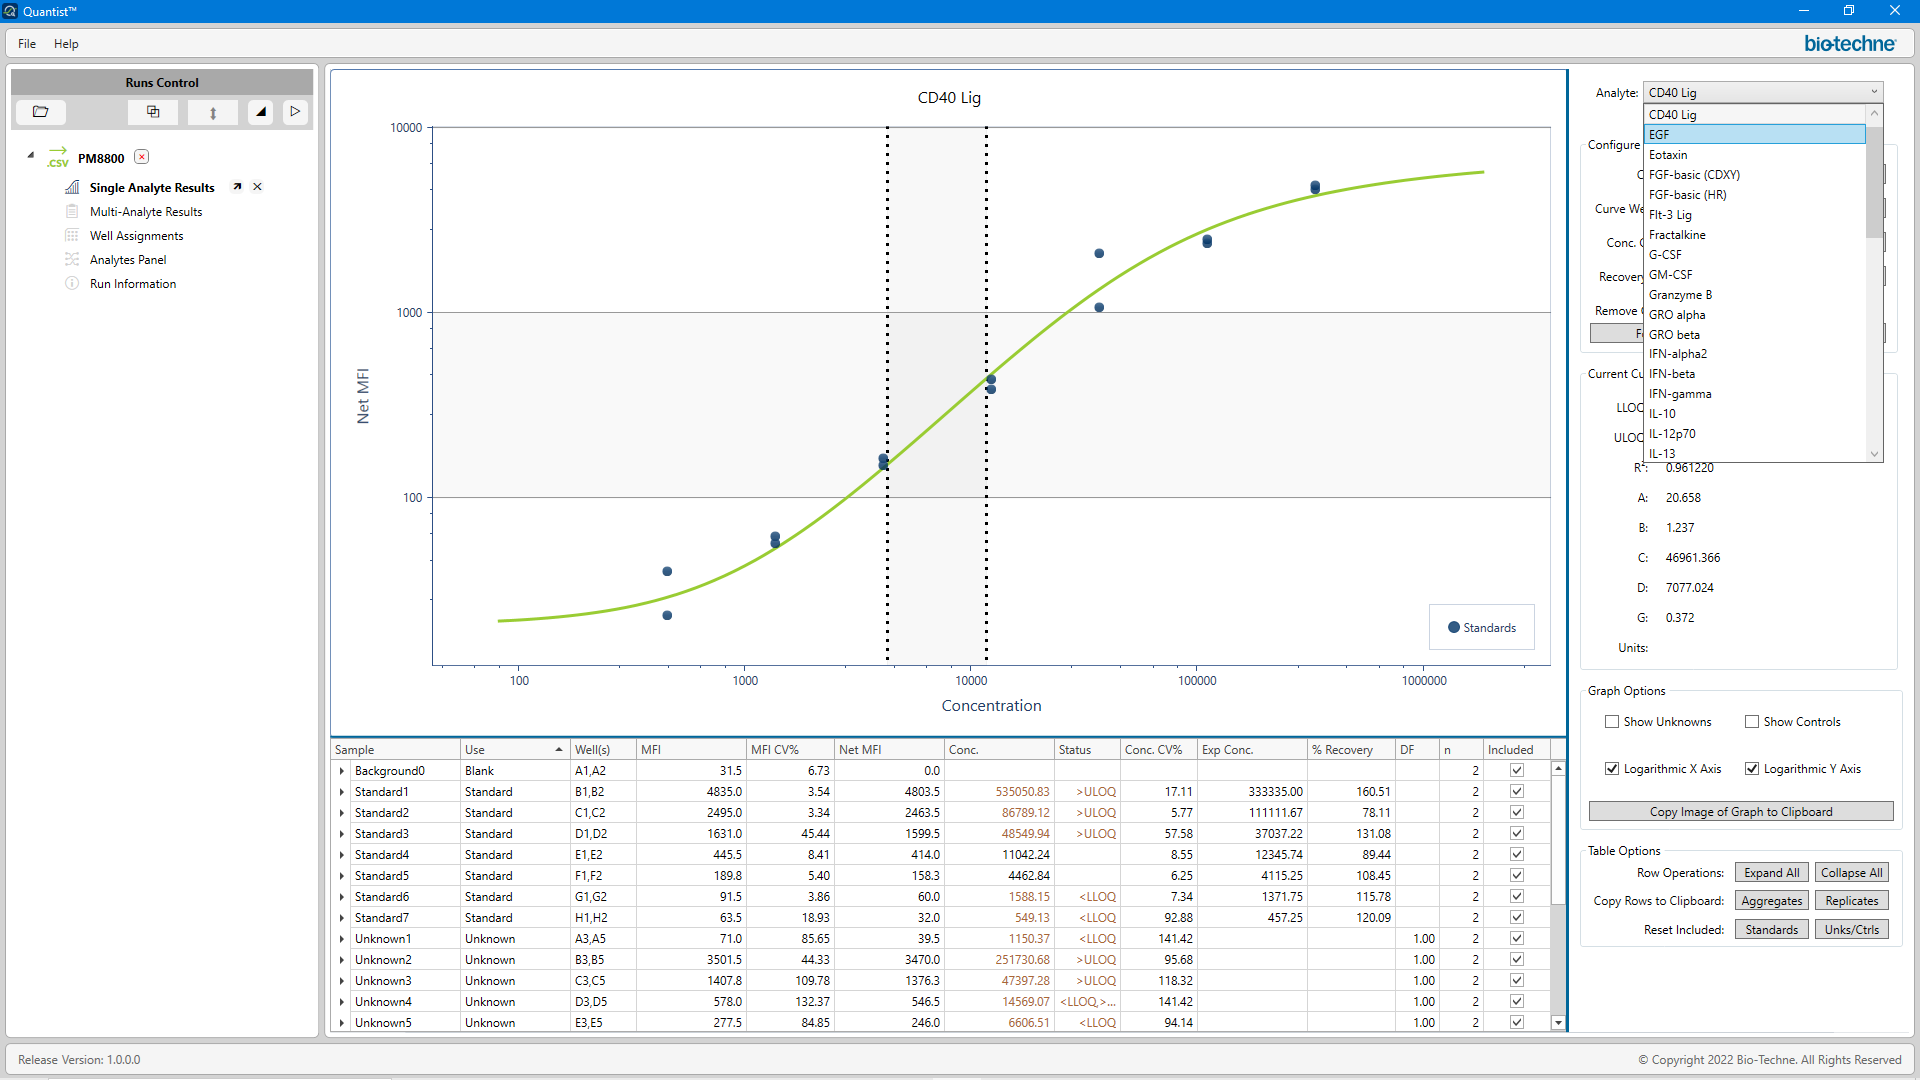 Quantist™
File Help
bio-techne
Runs Control
.CSV PM8800
Single Analyte Results
Multi-Analyte Results
Well Assignments
Analytes Panel
Run Information
CD40 Lig
10000
1000
100
Net MFI
100 1000 10000 100000 1000000
Concentration
Standards
Analyte: CD40 Lig
CD40 Lig
EGF
Eotaxin
FGF-basic (CDXY)
FGF-basic (HR)
Flt-3 Lig
Fractalkine
G-CSF
GM-CSF
Granzyme B
GRO alpha
GRO beta
IFN-alpha2
IFN-beta
IFN-gamma
IL-10
IL-12p70
IL-13
Configure
Curve We
Conc.
Recovery
Remove
Current Cu
LLOQ
ULOQ
R²: 0.961220
A: 20.658
B: 1.237
C: 46961.366
D: 7077.024
G: 0.372
Units:
Graph Options
Show Unknowns Show Controls
Logarithmic X Axis Logarithmic Y Axis
Copy Image of Graph to Clipboard
Table Options
Row Operations: Expand All Collapse All
Copy Rows to Clipboard: Aggregates Replicates
Reset Included: Standards Unks/Ctrls
Sample Use Well(s) MFI MFI CV% Net MFI Conc. Status Conc. CV% Exp Conc. % Recovery DF n Included
Background0 Blank A1,A2 31.5 6.73 0.0 2
Standard1 Standard B1,B2 4835.0 3.54 4803.5 535050.83 >ULOQ 17.11 333335.00 160.51 2
Standard2 Standard C1,C2 2495.0 3.34 2463.5 86789.12 >ULOQ 5.77 111111.67 78.11 2
Standard3 Standard D1,D2 1631.0 45.44 1599.5 48549.94 >ULOQ 57.58 37037.22 131.08 2
Standard4 Standard E1,E2 445.5 8.41 414.0 11042.24 8.55 12345.74 89.44 2
Standard5 Standard F1,F2 189.8 5.40 158.3 4462.84 6.25 4115.25 108.45 2
Standard6 Standard G1,G2 91.5 3.86 60.0 1588.15 <LLOQ 7.34 1371.75 115.78 2
Standard7 Standard H1,H2 63.5 18.93 32.0 549.13 <LLOQ 92.88 457.25 120.09 2
Unknown1 Unknown A3,A5 71.0 85.65 39.5 1150.37 <LLOQ 141.42 1.00 2
Unknown2 Unknown B3,B5 3501.5 44.33 3470.0 251730.68 >ULOQ 95.68 1.00 2
Unknown3 Unknown C3,C5 1407.8 109.78 1376.3 47397.28 >ULOQ 118.32 1.00 2
Unknown4 Unknown D3,D5 578.0 132.37 546.5 14569.07 <LLOQ,>... 141.42 1.00 2
Unknown5 Unknown E3,E5 277.5 84.85 246.0 6606.51 <LLOQ 94.14 1.00 2
Release Version: 1.0.0.0
© Copyright 2022 Bio-Techne. All Rights Reserved